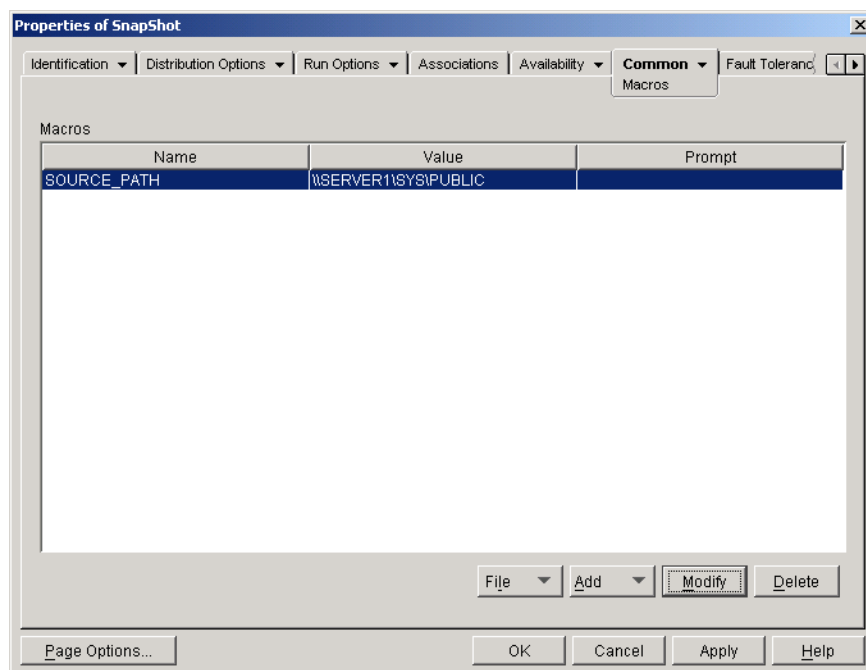 Properties of SnapShot
Identification Distribution Options Run Options Associations Availability Common Fault Toleranc
Macros
Macros
Name Value Prompt
SOURCE_PATH \\SERVER1\SYS\PUBLIC
File Add Modify Delete
Page Options... OK Cancel Apply Help